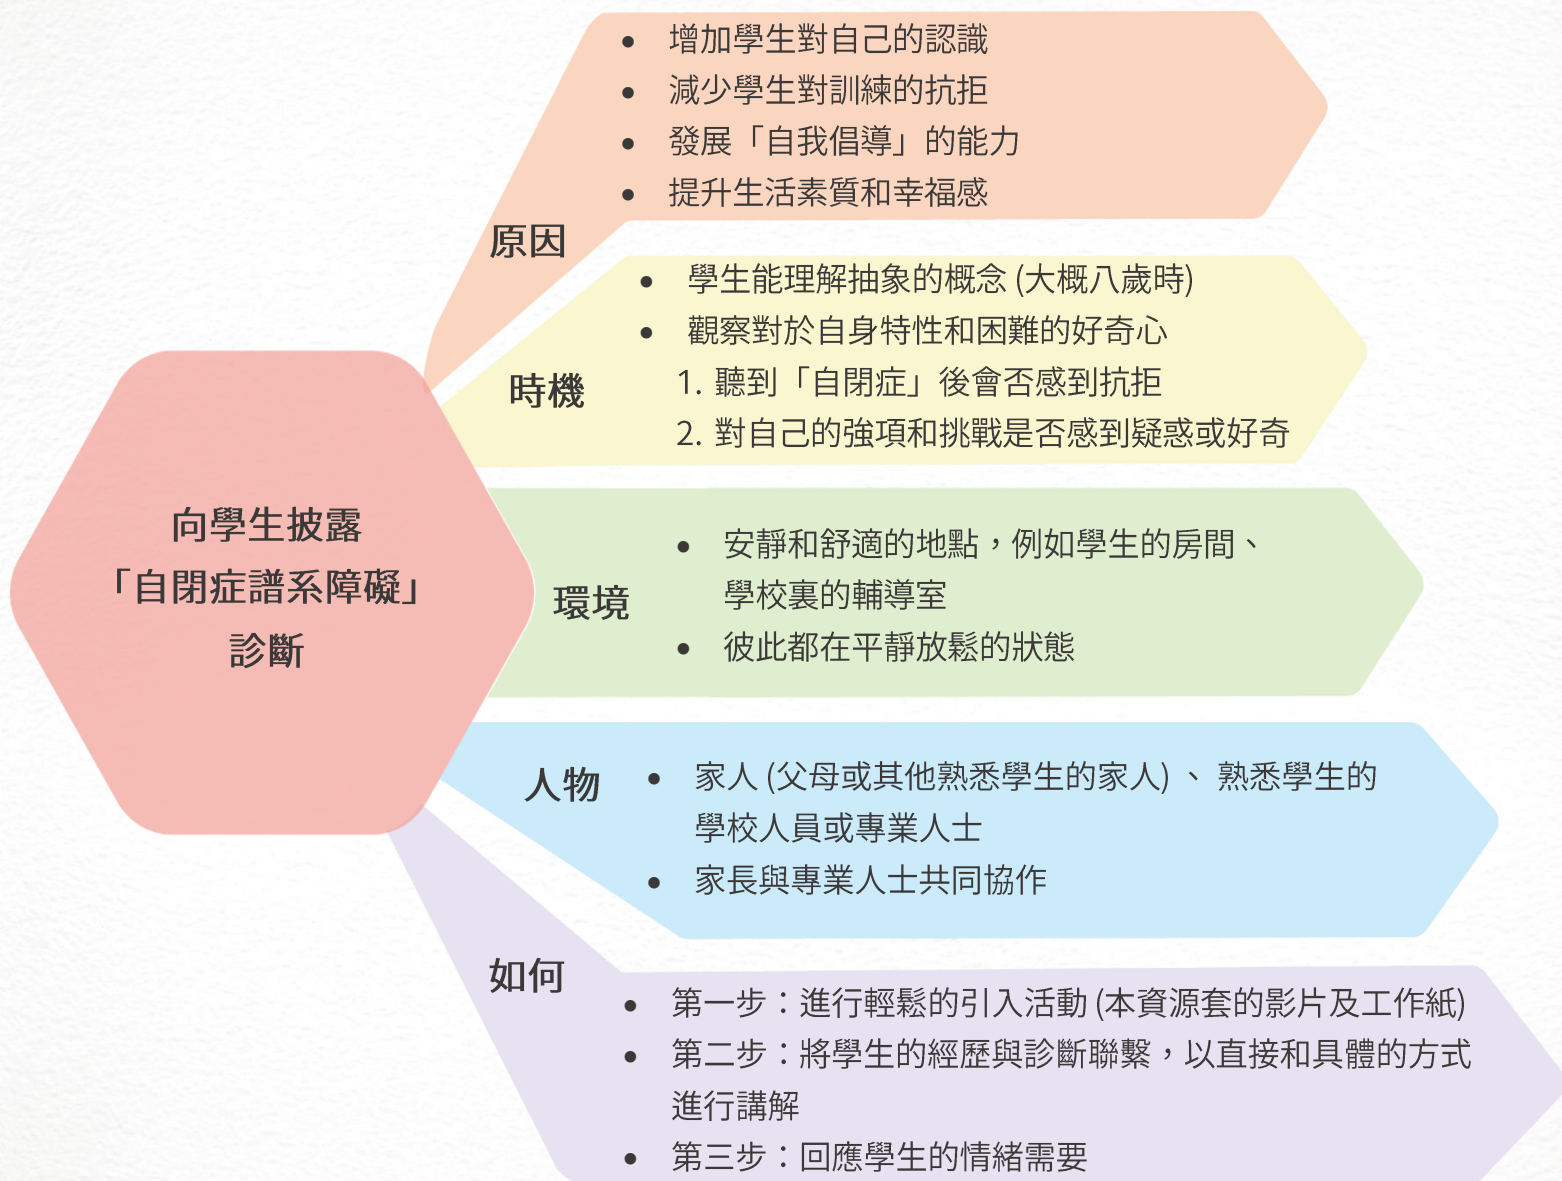 向學生披露
「自閉症譜系障礙」
診斷
原因
• 增加學生對自己的認識
• 減少學生對訓練的抗拒
• 發展「自我倡導」的能力
• 提升生活素質和幸福感
時機
• 學生能理解抽象的概念 (大概八歲時)
• 觀察對於自身特性和困難的好奇心
1. 聽到「自閉症」後會否感到抗拒
2. 對自己的強項和挑戰是否感到疑惑或好奇
環境
• 安靜和舒適的地點，例如學生的房間、
學校裏的輔導室
• 彼此都在平靜放鬆的狀態
人物
• 家人 (父母或其他熟悉學生的家人) 、 熟悉學生的
學校人員或專業人士
• 家長與專業人士共同協作
如何
• 第一步：進行輕鬆的引入活動 (本資源套的影片及工作紙)
• 第二步：將學生的經歷與診斷聯繫，以直接和具體的方式
進行講解
• 第三步：回應學生的情緒需要